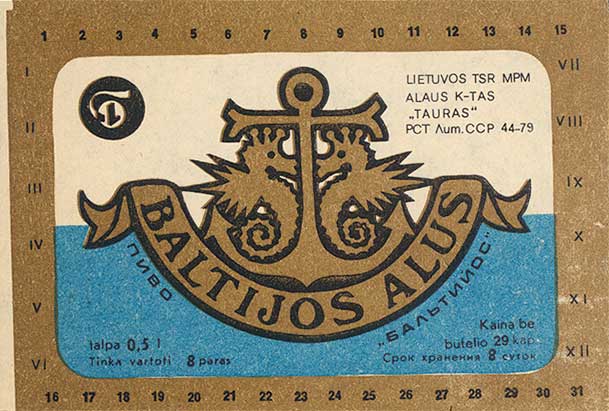 1 2 3 4 5 6 7 8 9 10 11 12 13 14 15
I
II
III
IV
V
VI
VII
VIII
IX
X
XI
XII
LIETUVOS TSR MPM
ALAUS K-TAS
„TAURAS“
РСТ Лит. ССР 44-79
BALTIJOS ALUS
ПИВО
„БАЛЬТИЙОС“
talpa 0,5 l
Tinka vartoti 8 paras
Kaina be
butelio 29 kap.
Срок хранения 8 суток
16 17 18 19 20 21 22 23 24 25 26 27 28 29 30 31